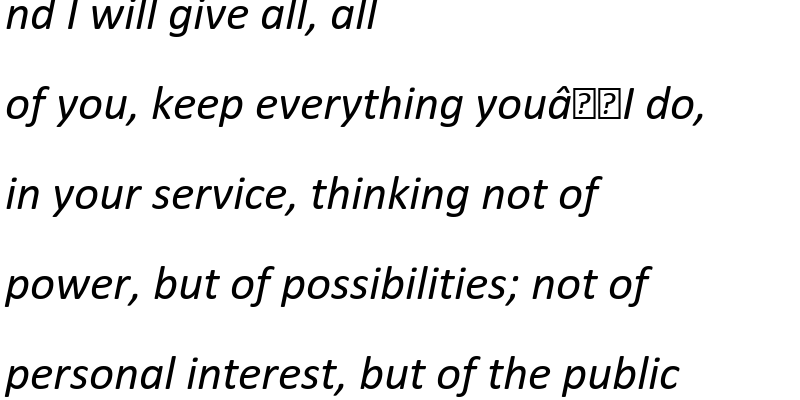 nd I will give all, all
of you, keep everything youâ��I do,
in your service, thinking not of
power, but of possibilities; not of
personal interest, but of the public